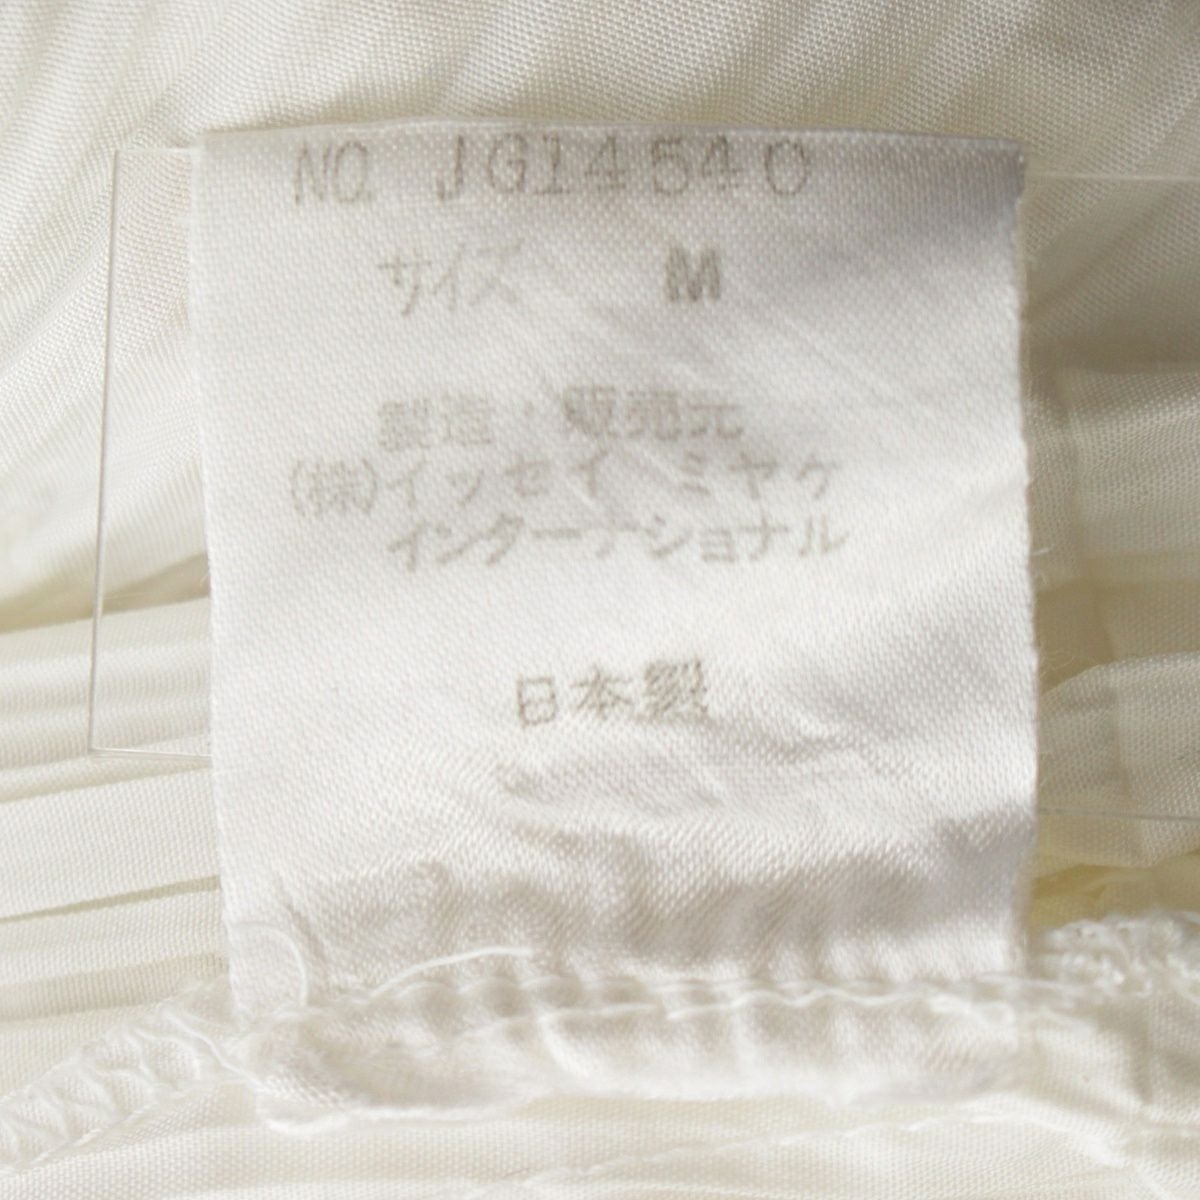 NO. JG14540
サイズ M
製造・販売元
(株)イッセイ ミヤケ
インターナショナル
日本製